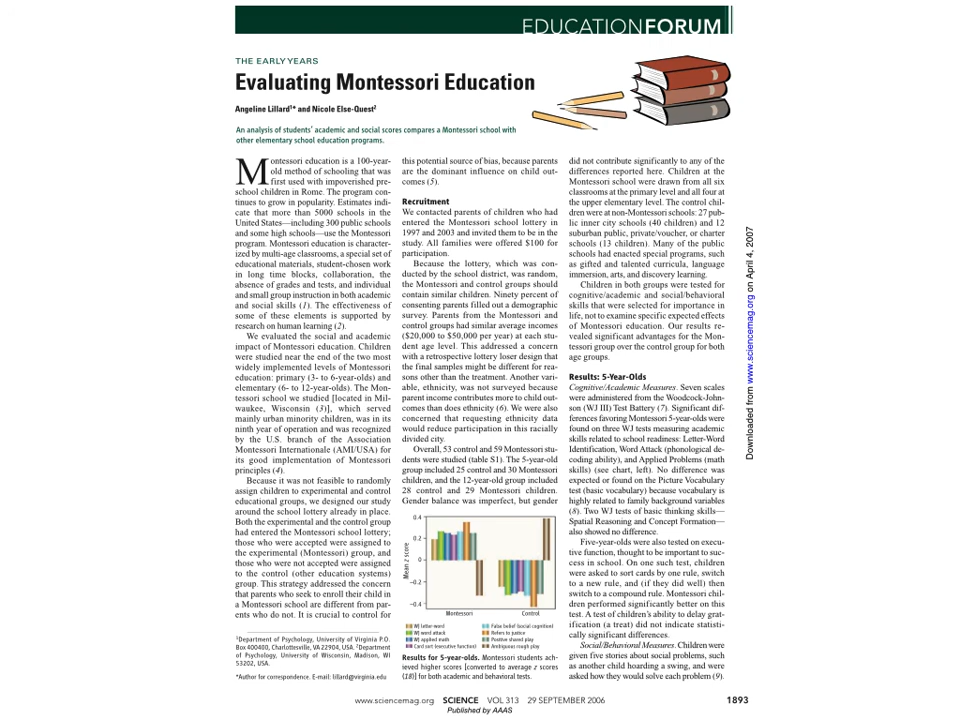 EDUCATIONFORUM
THE EARLY YEARS
Evaluating Montessori Education
Angeline Lillard1* and Nicole Else-Quest2
An analysis of students' academic and social scores compares a Montessori school with
other elementary school education programs.
Montessori education is a 100-year-
old method of schooling that was
first used with impoverished pre-
school children in Rome. The program con-
tinues to grow in popularity. Estimates indi-
cate that more than 5000 schools in the
United States—including 300 public schools
and some high schools—use the Montessori
program. Montessori education is character-
ized by multi-age classrooms, a special set of
educational materials, student-chosen work
in long time blocks, collaboration, the
absence of grades and tests, and individual
and small group instruction in both academic
and social skills (1). The effectiveness of
some of these elements is supported by
research on human learning (2).
We evaluated the social and academic
impact of Montessori education. Children
were studied near the end of the two most
widely implemented levels of Montessori
education: primary (3- to 6-year-olds) and
elementary (6- to 12-year-olds). The Mon-
tessori school we studied [located in Mil-
waukee, Wisconsin (3)], which served
mainly urban minority children, was in its
ninth year of operation and was recognized
by the U.S. branch of the Association
Montessori Internationale (AMI/USA) for
its good implementation of Montessori
principles (4).
Because it was not feasible to randomly
assign children to experimental and control
educational groups, we designed our study
around the school lottery already in place.
Both the experimental and the control group
had entered the Montessori school lottery;
those who were accepted were assigned to
the experimental (Montessori) group, and
those who were not accepted were assigned
to the control (other education systems)
group. This strategy addressed the concern
that parents who seek to enroll their child in
a Montessori school are different from par-
ents who do not. It is crucial to control for
1Department of Psychology, University of Virginia P.O.
Box 400400, Charlottesville, VA 22904, USA. 2Department
of Psychology, University of Wisconsin, Madison, WI
53202, USA.
*Author for correspondence. E-mail: lillard@virginia.edu
this potential source of bias, because parents
are the dominant influence on child out-
comes (5).
Recruitment
We contacted parents of children who had
entered the Montessori school lottery in
1997 and 2003 and invited them to be in the
study. All families were offered $100 for
participation.
Because the lottery, which was con-
ducted by the school district, was random,
the Montessori and control groups should
contain similar children. Ninety percent of
consenting parents filled out a demographic
survey. Parents from the Montessori and
control groups had similar average incomes
($20,000 to $50,000 per year) at each stu-
dent age level. This addressed a concern
with a retrospective lottery loser design that
the final samples might be different for rea-
sons other than the treatment. Another vari-
able, ethnicity, was not surveyed because
parent income contributes more to child out-
comes than does ethnicity (6). We were also
concerned that requesting ethnicity data
would reduce participation in this racially
divided city.
Overall, 53 control and 59 Montessori stu-
dents were studied (table S1). The 5-year-old
group included 25 control and 30 Montessori
children, and the 12-year-old group included
28 control and 29 Montessori children.
Gender balance was imperfect, but gender
0.4
0.2
0
–0.2
–0.4
Mean z score
Montessori
Control
WJ letter-word
WJ word attack
WJ applied math
Card sort (executive function)
False belief (social cognition)
Refers to justice
Positive shared play
Ambiguous rough play
Results for 5-year-olds. Montessori students ach-
ieved higher scores [converted to average z scores
(18)] for both academic and behavioral tests.
did not contribute significantly to any of the
differences reported here. Children at the
Montessori school were drawn from all six
classrooms at the primary level and all four at
the upper elementary level. The control chil-
dren were at non-Montessori schools: 27 pub-
lic inner city schools (40 children) and 12
suburban public, private/voucher, or charter
schools (13 children). Many of the public
schools had enacted special programs, such
as gifted and talented curricula, language
immersion, arts, and discovery learning.
Children in both groups were tested for
cognitive/academic and social/behavioral
skills that were selected for importance in
life, not to examine specific expected effects
of Montessori education. Our results re-
vealed significant advantages for the Mon-
tessori group over the control group for both
age groups.
Results: 5-Year-Olds
Cognitive/Academic Measures. Seven scales
were administered from the Woodcock-John-
son (WJ III) Test Battery (7). Significant dif-
ferences favoring Montessori 5-year-olds were
found on three WJ tests measuring academic
skills related to school readiness: Letter-Word
Identification, Word Attack (phonological de-
coding ability), and Applied Problems (math
skills) (see chart, left). No difference was
expected or found on the Picture Vocabulary
test (basic vocabulary) because vocabulary is
highly related to family background variables
(8). Two WJ tests of basic thinking skills—
Spatial Reasoning and Concept Formation—
also showed no difference.
Five-year-olds were also tested on execu-
tive function, thought to be important to suc-
cess in school. On one such test, children
were asked to sort cards by one rule, switch
to a new rule, and (if they did well) then
switch to a compound rule. Montessori chil-
dren performed significantly better on this
test. A test of children's ability to delay grat-
ification (a treat) did not indicate statisti-
cally significant differences.
Social/Behavioral Measures. Children were
given five stories about social problems, such
as another child hoarding a swing, and were
asked how they would solve each problem (9).
Downloaded from www.sciencemag.org on April 4, 2007
www.sciencemag.org SCIENCE VOL 313 29 SEPTEMBER 2006 1893
Published by AAAS